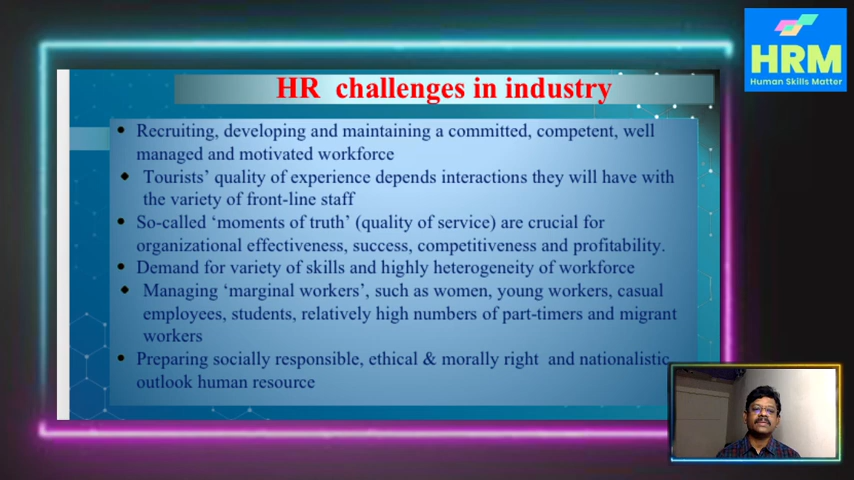 HRM
Human Skills Matter
HR challenges in industry
• Recruiting, developing and maintaining a committed, competent, well
managed and motivated workforce
◆ Tourists’ quality of experience depends interactions they will have with
the variety of front-line staff
• So-called ‘moments of truth’ (quality of service) are crucial for
organizational effectiveness, success, competitiveness and profitability.
• Demand for variety of skills and highly heterogeneity of workforce
◆ Managing ‘marginal workers’, such as women, young workers, casual
employees, students, relatively high numbers of part-timers and migrant
workers
• Preparing socially responsible, ethical & morally right and nationalistic
outlook human resource